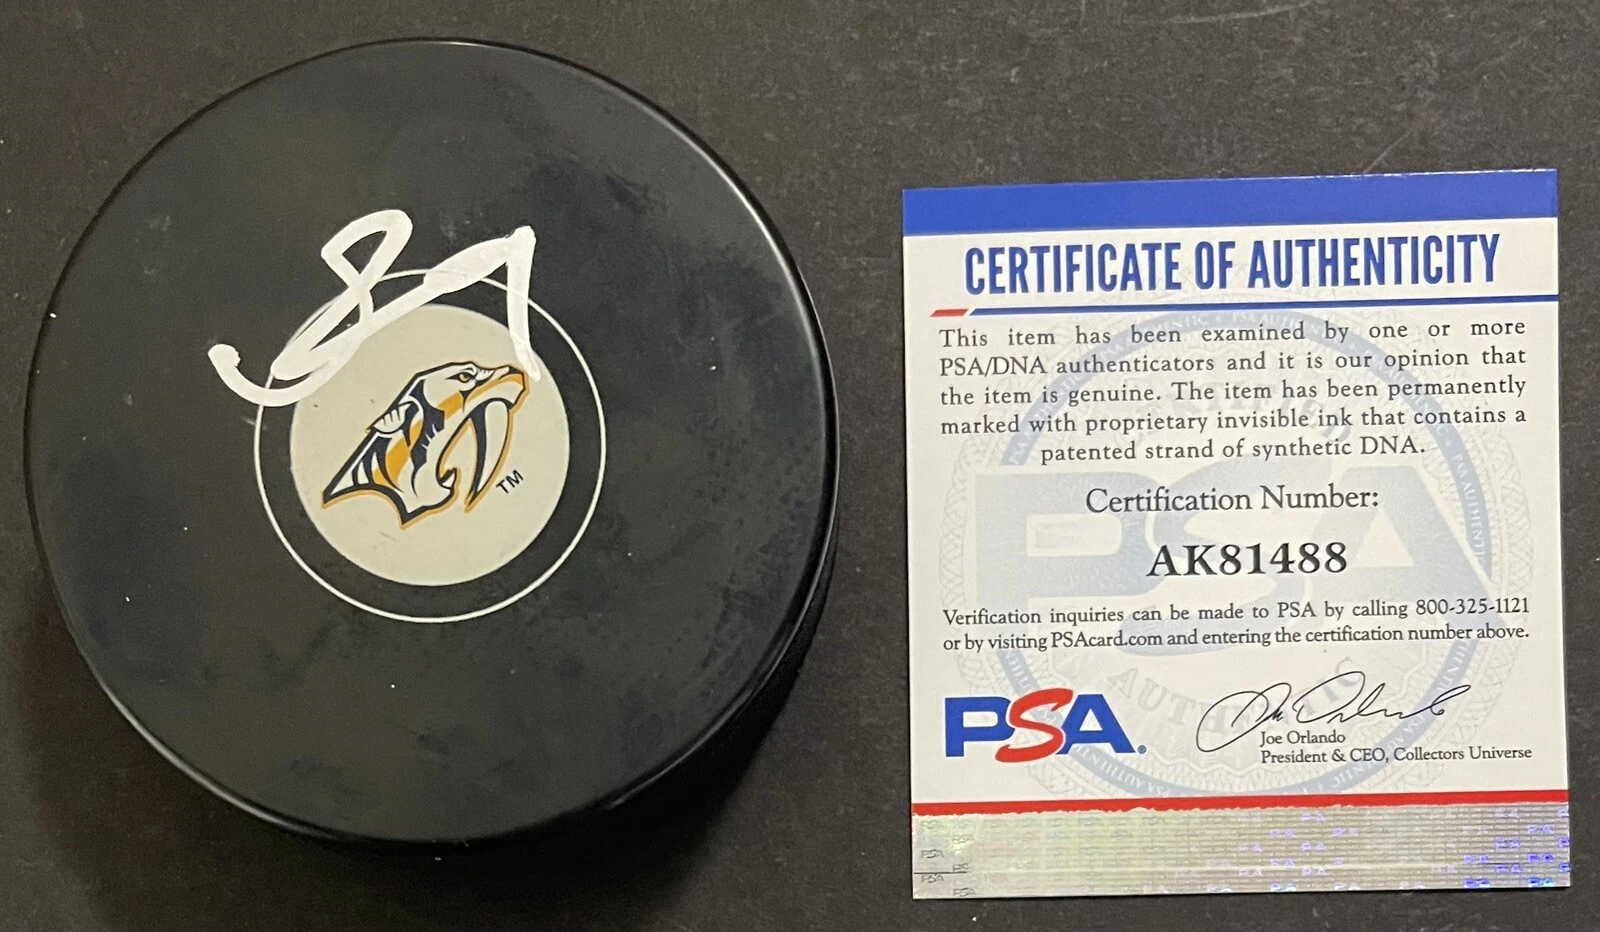 TM
CERTIFICATE OF AUTHENTICITY
This item has been examined by one or more
PSA/DNA authenticators and it is our opinion that
the item is genuine. The item has been permanently
marked with proprietary invisible ink that contains a
patented strand of synthetic DNA.
Certification Number:
AK81488
Verification inquiries can be made to PSA by calling 800-325-1121
or by visiting PSAcard.com and entering the certification number above.
PSA®
Joe Orlando
President & CEO, Collectors Universe